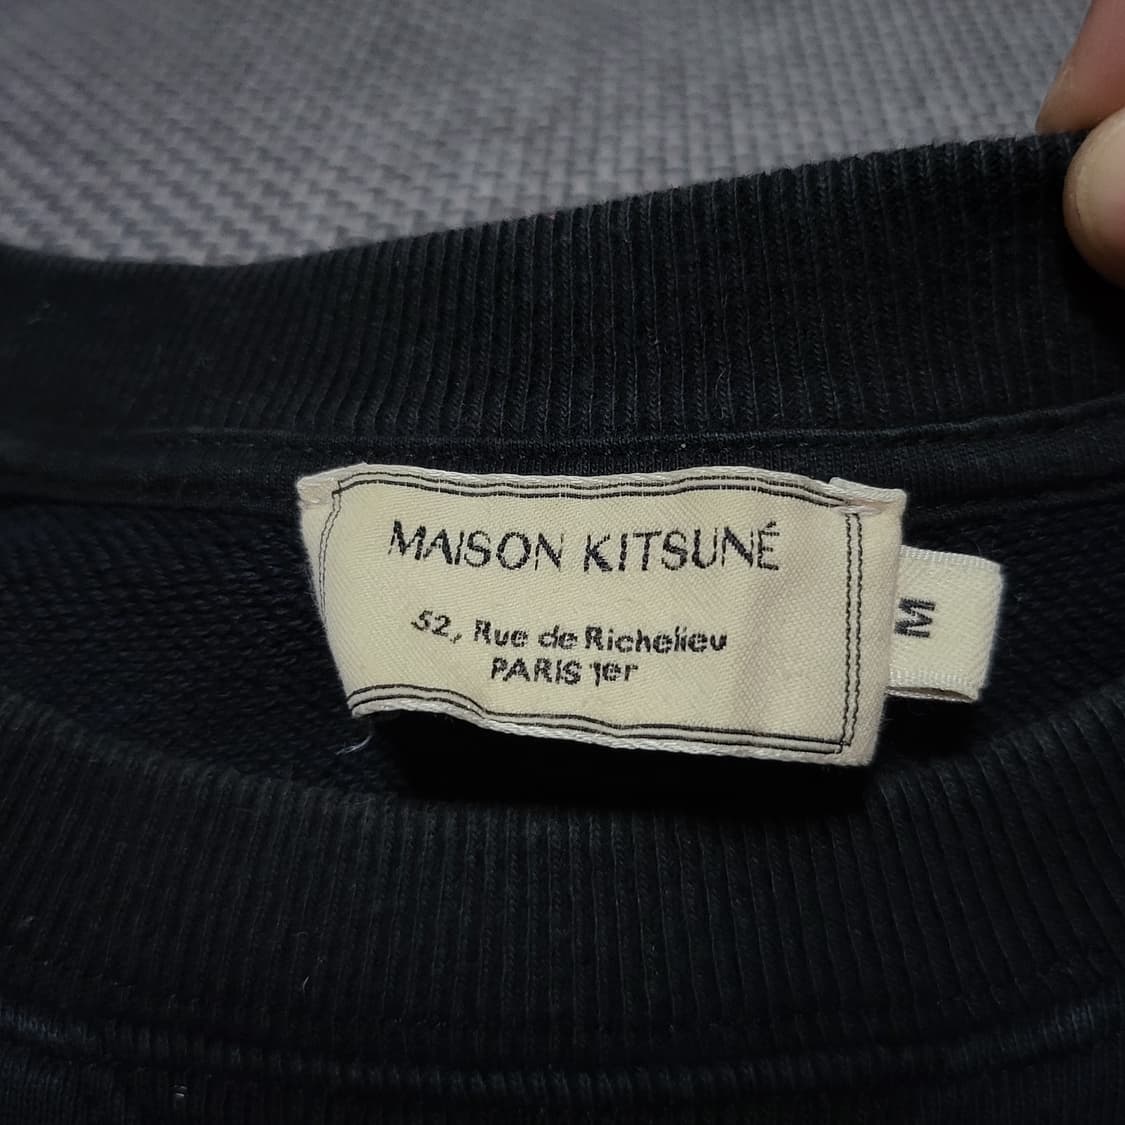 MAISON KITSUNÉ
52, Rue de Richelieu
PARIS 1er
M